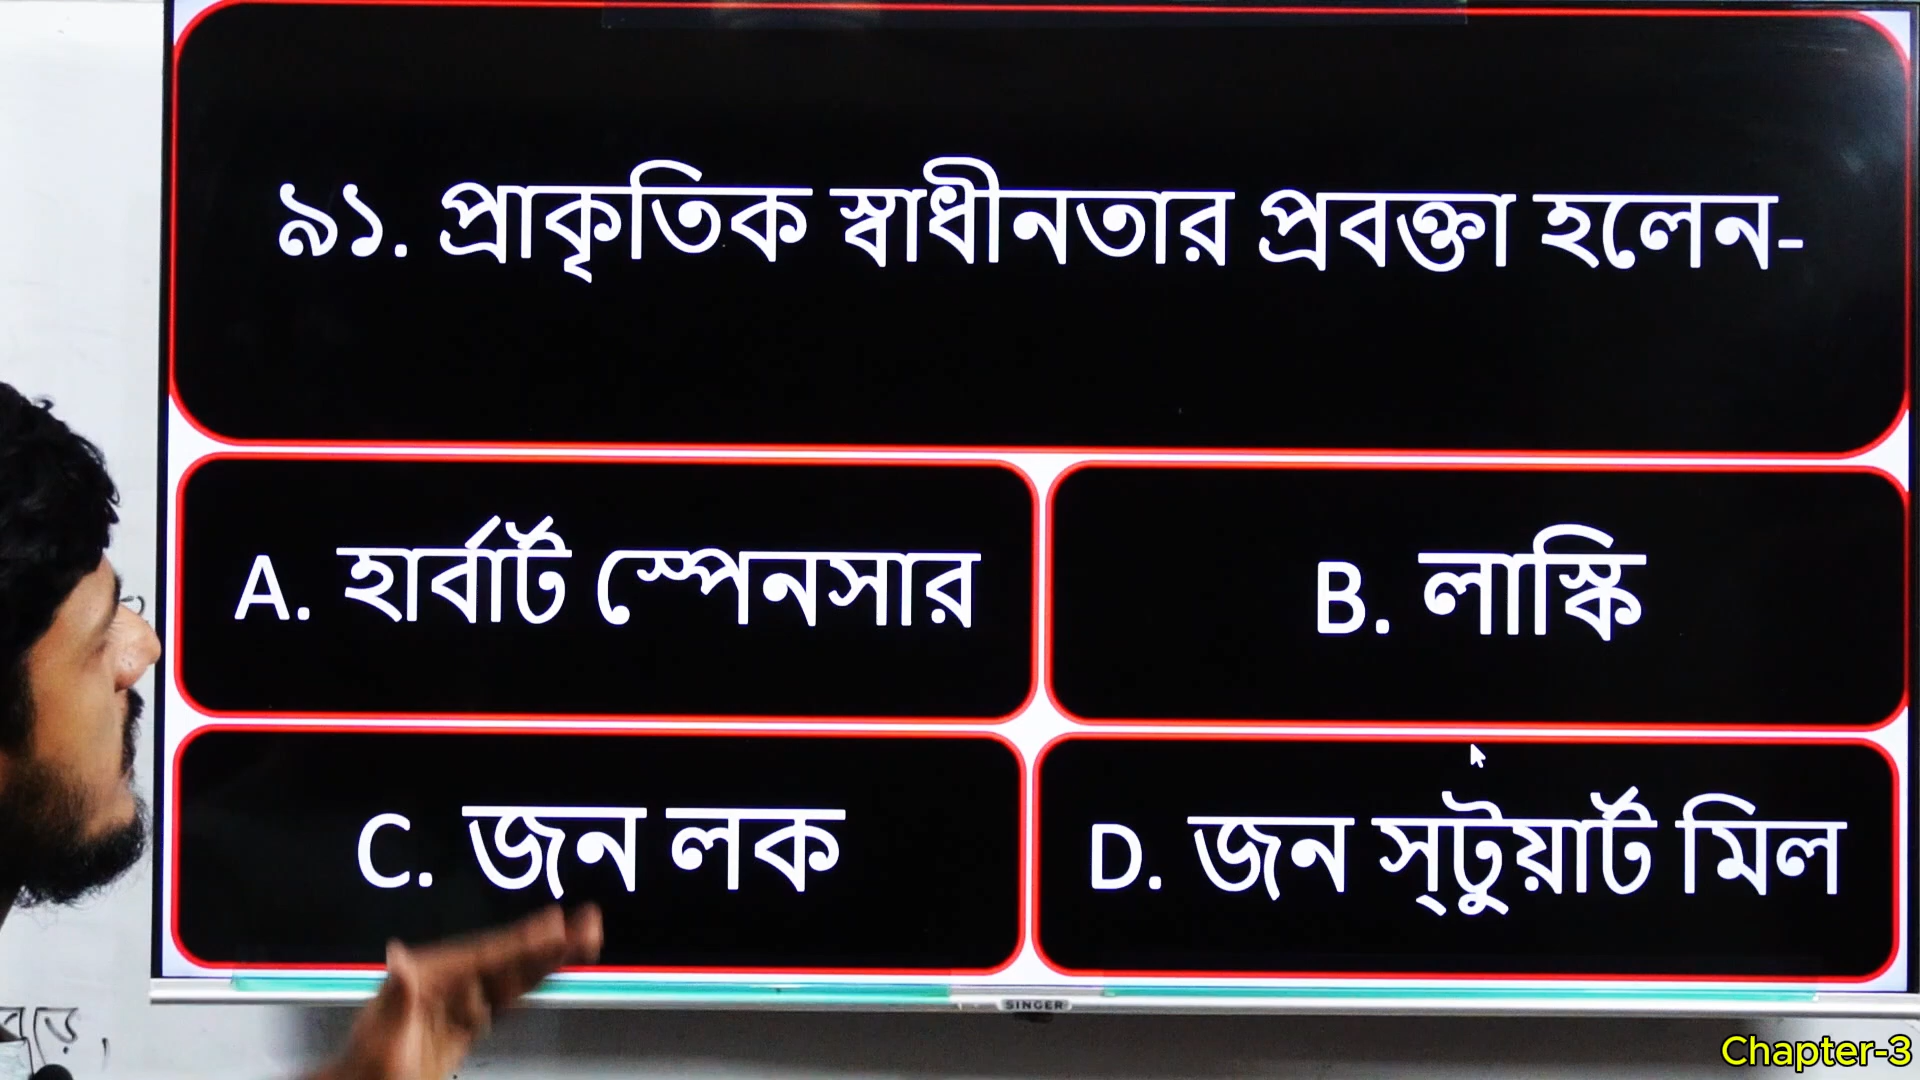 ৯১. প্রাকৃতিক স্বাধীনতার প্রবক্তা হলেন-
A. হার্বার্ট স্পেনসার
B. লাস্কি
C. জন লক
D. জন স্টুয়ার্ট মিল
SINGER
Chapter-3